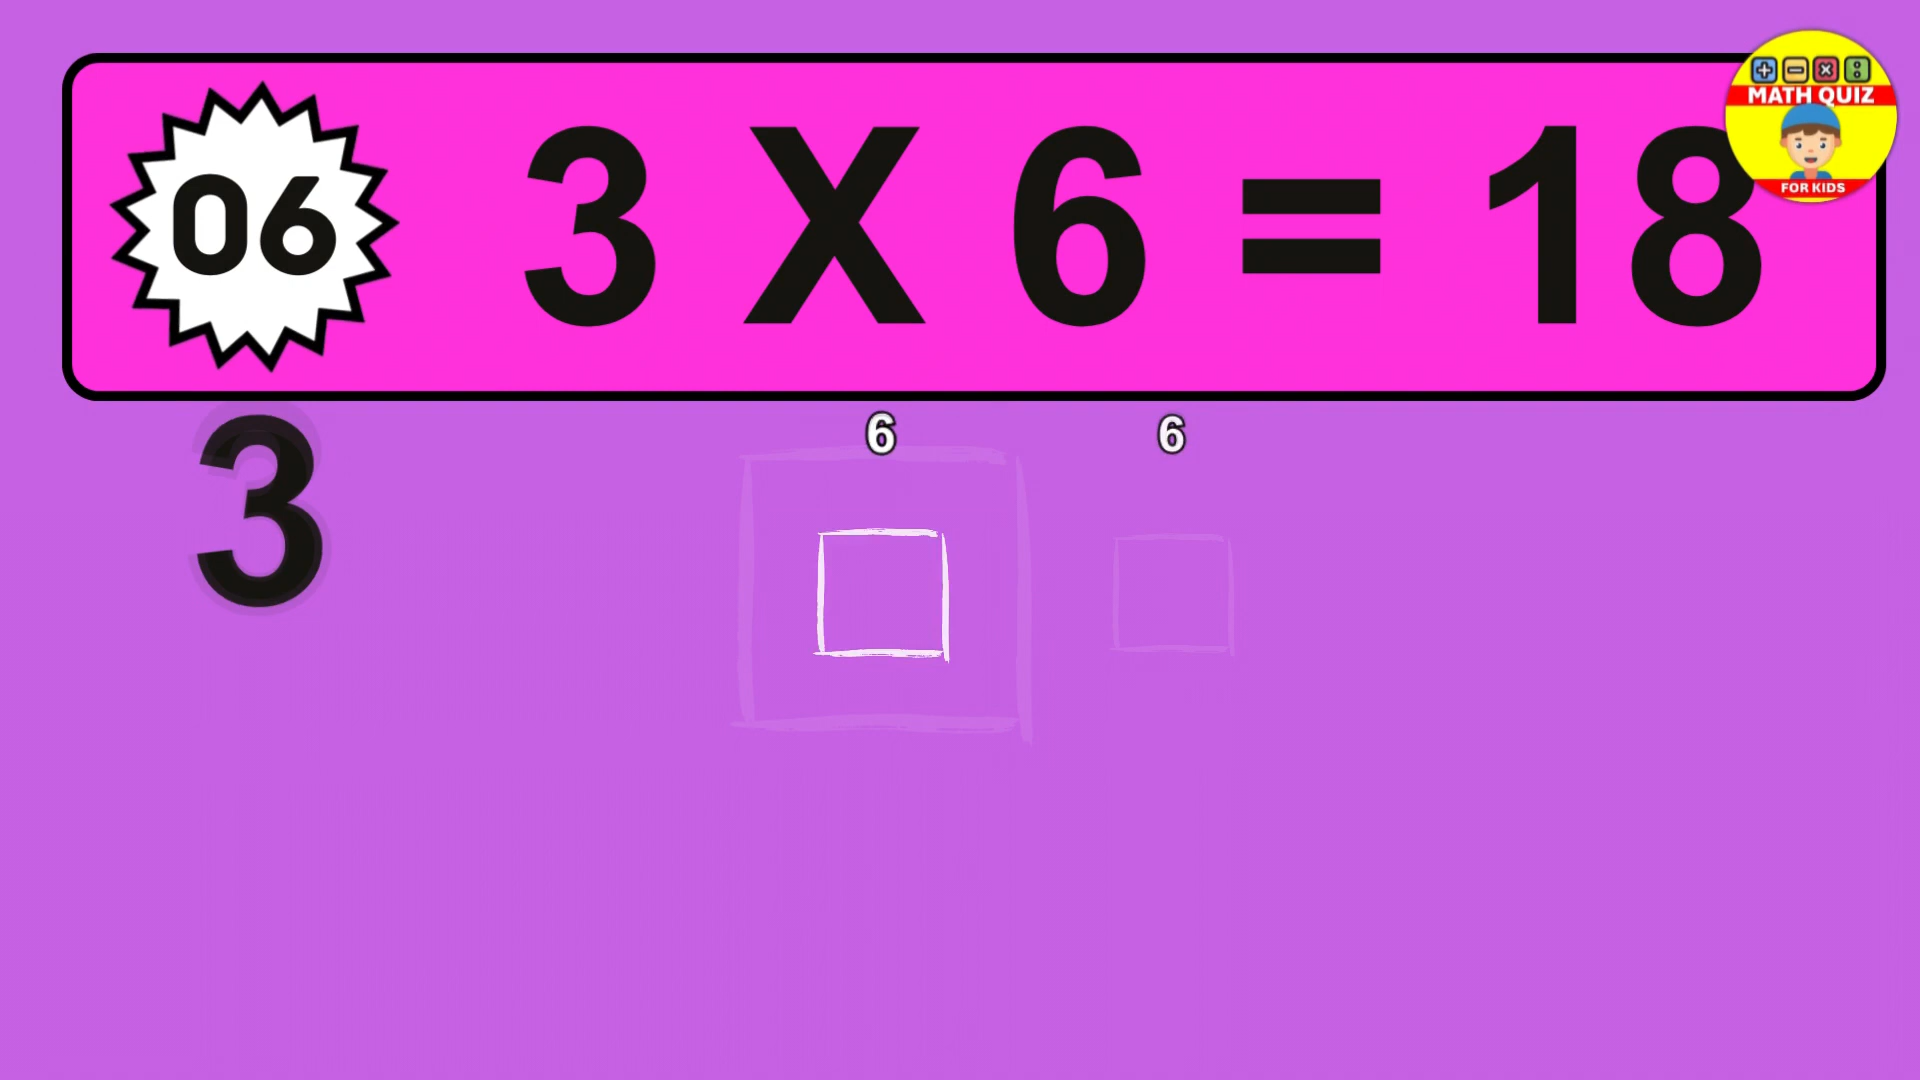 06 3 X 6 = 18
+ − × :
MATH QUIZ
FOR KIDS
3 6 6